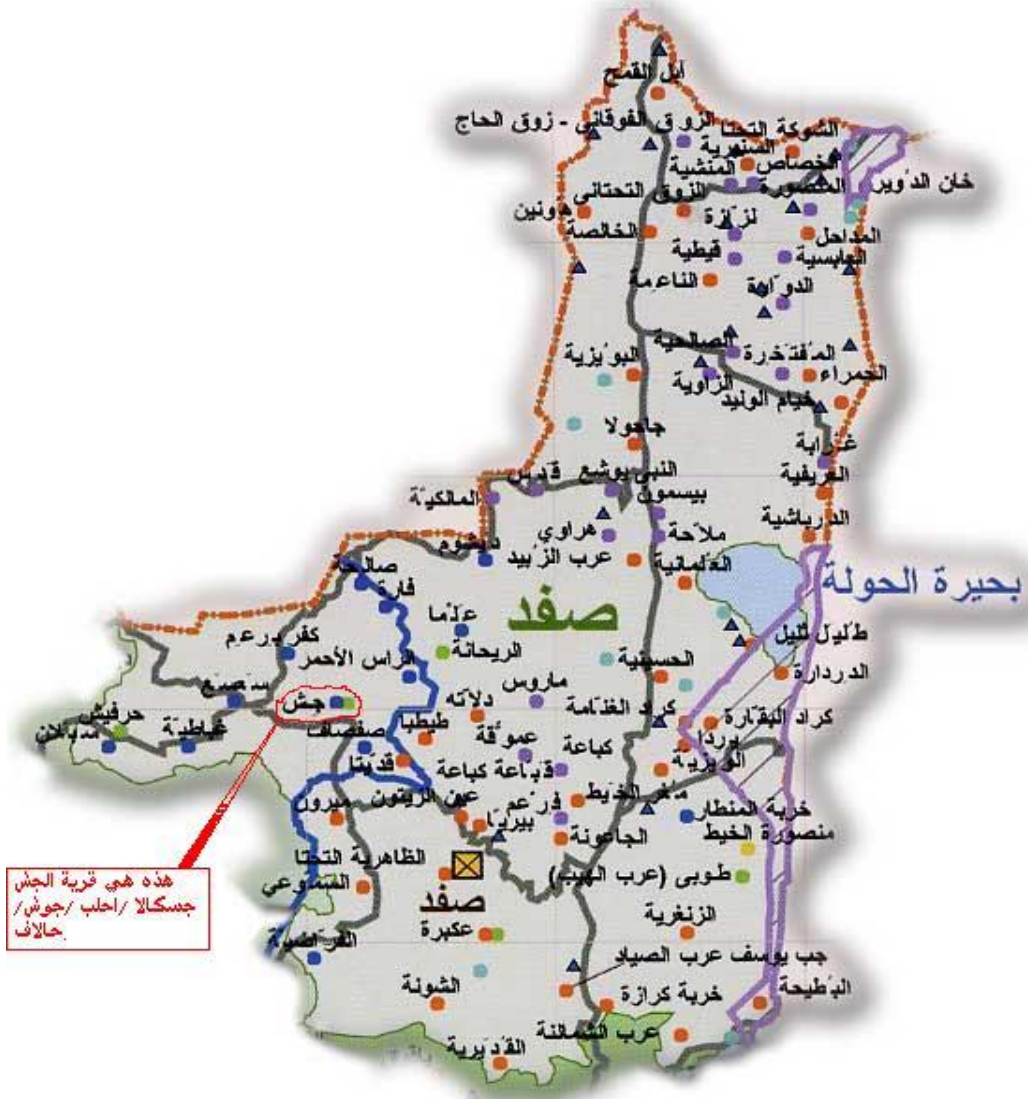 آبل القمح
الزوق الفوقاني - زوق الحاج
الشوكة التحتا
السنبرية
الخصاص
المنشية
المنصورة
خان الدوير
الزوق التحتاني
هونين
لزازة
الخالصة
المداحل
قيطية
العابسية
الناعمة
الدوارة
الصالحية
المفتخرة
البويزية
الزاوية
الحمراء
خيام الوليد
جاحولا
غرابة
النبي يوشع
قدس
العريفية
المالكية
بيسمون
الدرباشية
هراوي
ملاحة
ديشوم
عرب الزبيد
العلمانية
صالحة
بحيرة الحولة
فارة
صفد
علما
كفر برعم
الريحانة
طليل
الراس الأحمر
الحسينية
الدردارة
سعسع
جش
ماروس
دلاته
كراد الغنامة
كراد البقارة
حرفيش
غباطية
صفصاف
طيطبا
عموقة
كباعة
يردا
قديتا
قباعة كباعة
الويزية
ميرون
عين الزيتون
فرعم
مغر الخيط
خربة المنطار
بيريا
الجاعونة
منصورة الخيط
الظاهرية التحتا
طوبى (عرب الهيب)
السموعي
صفد
هذه هي قرية الجش
جسكالا /احلب /جوش/
حالاف
الزنغرية
عكبرة
الفراضية
جب يوسف عرب الصياد
الشونة
خربة كرازة
البطيحة
عرب الشمالنة
القديرية